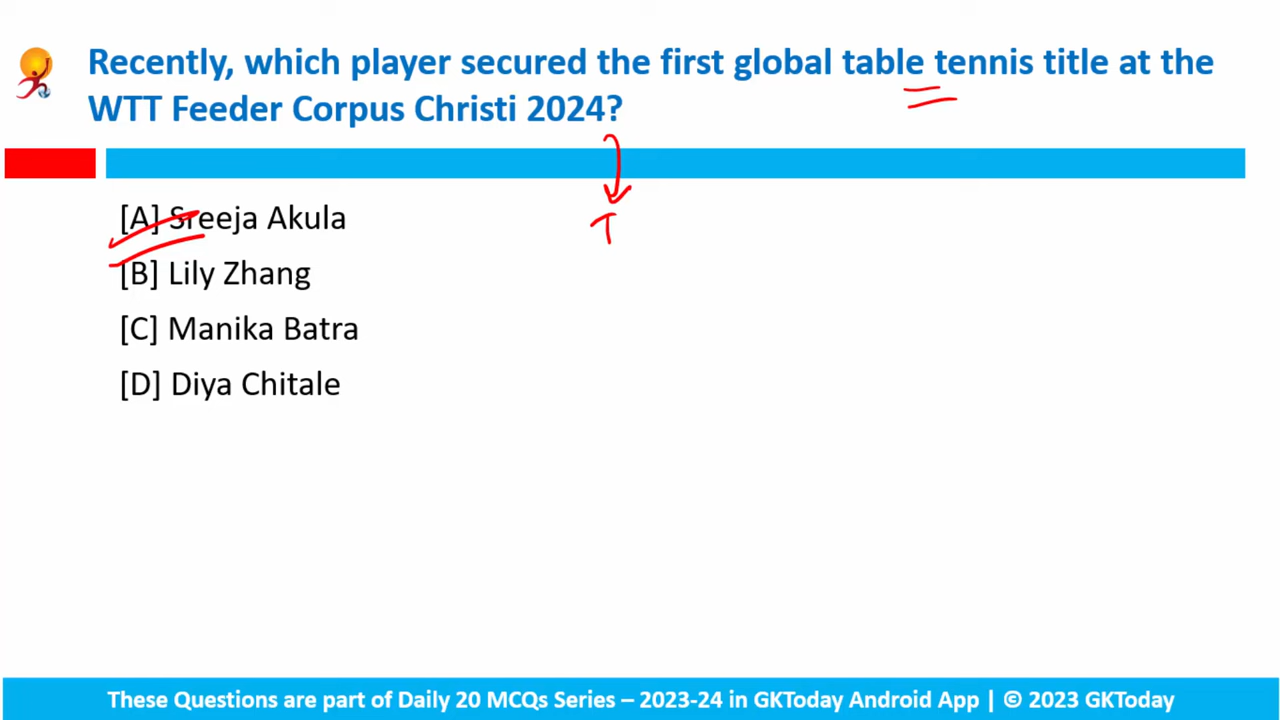 Recently, which player secured the first global table tennis title at the
WTT Feeder Corpus Christi 2024?
T
[A] Sreeja Akula
[B] Lily Zhang
[C] Manika Batra
[D] Diya Chitale
These Questions are part of Daily 20 MCQs Series – 2023-24 in GKToday Android App | © 2023 GKToday